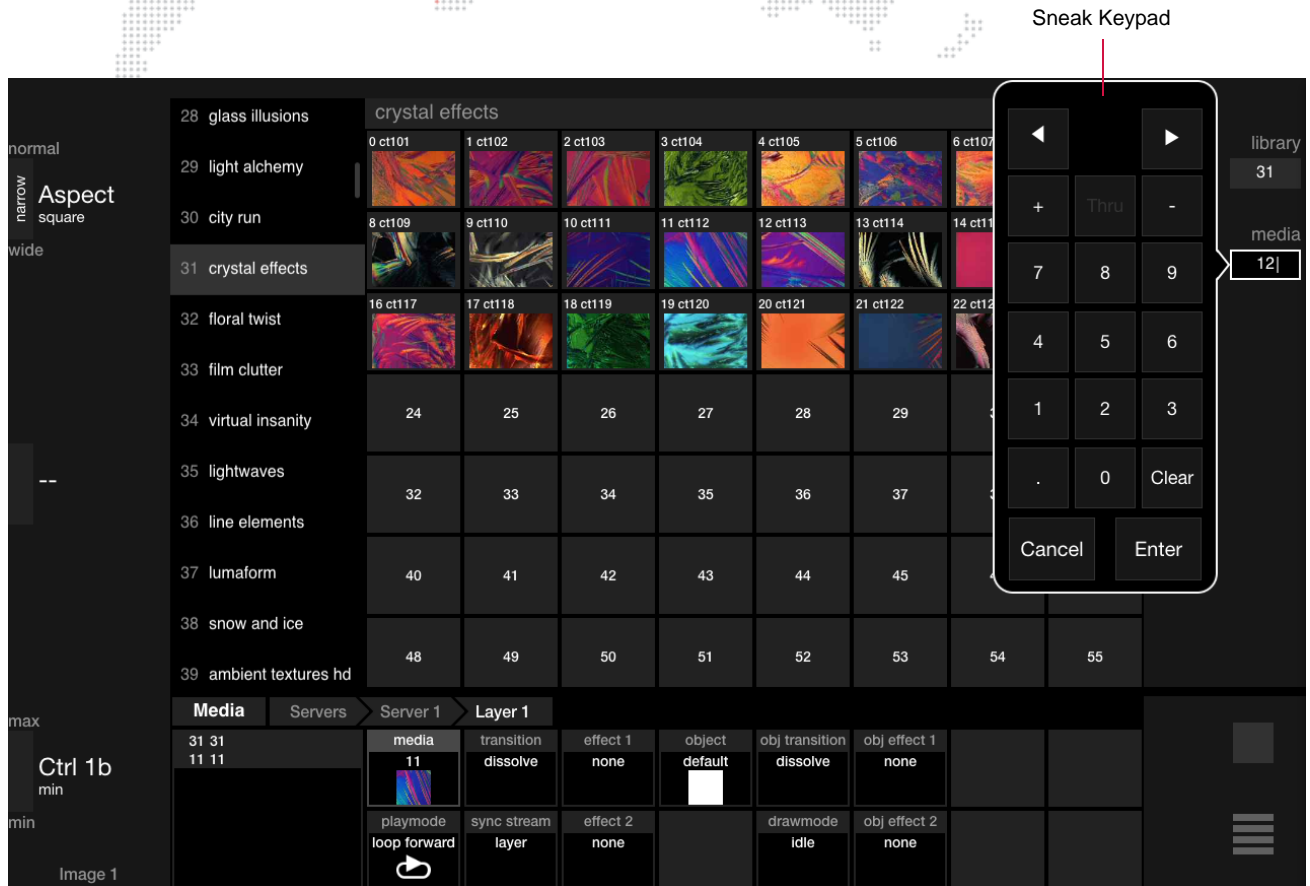 Sneak Keypad
normal
narrow
Aspect
square
wide
--
max
Ctrl 1b
min
min
Image 1
28 glass illusions
29 light alchemy
30 city run
31 crystal effects
32 floral twist
33 film clutter
34 virtual insanity
35 lightwaves
36 line elements
37 lumaform
38 snow and ice
39 ambient textures hd
crystal effects
0 ct101 1 ct102 2 ct103 3 ct104 4 ct105 5 ct106 6 ct107
8 ct109 9 ct110 10 ct111 11 ct112 12 ct113 13 ct114 14 ct11
16 ct117 17 ct118 18 ct119 19 ct120 20 ct121 21 ct122 22 ct12
24 25 26 27 28 29
32 33 34 35 36 37
40 41 42 43 44 45
48 49 50 51 52 53 54 55
+ Thru -
7 8 9
4 5 6
1 2 3
. 0 Clear
Cancel Enter
library
31
media
12|
Media Servers Server 1 Layer 1
31 31
11 11
media transition effect 1 object obj transition obj effect 1
11 dissolve none default dissolve none
playmode sync stream effect 2 drawmode obj effect 2
loop forward layer none idle none